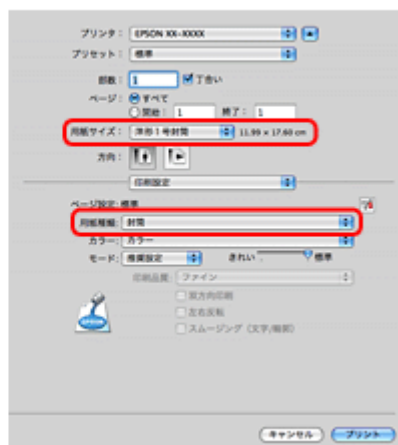 プリンタ： EPSON XX-XXXX
プリセット： 標準
部数： 1 丁合い
ページ： すべて
開始： 1 終了： 1
用紙サイズ： 洋形1号封筒 11.99 × 17.60 cm
方向：
印刷設定
ページ設定：標準
用紙種類： 封筒
カラー： カラー
モード： 推奨設定 きれい 標準
印刷品質： ファイン
双方向印刷
左右反転
スムージング（文字/輪郭）
EPSON
キャンセル プリント